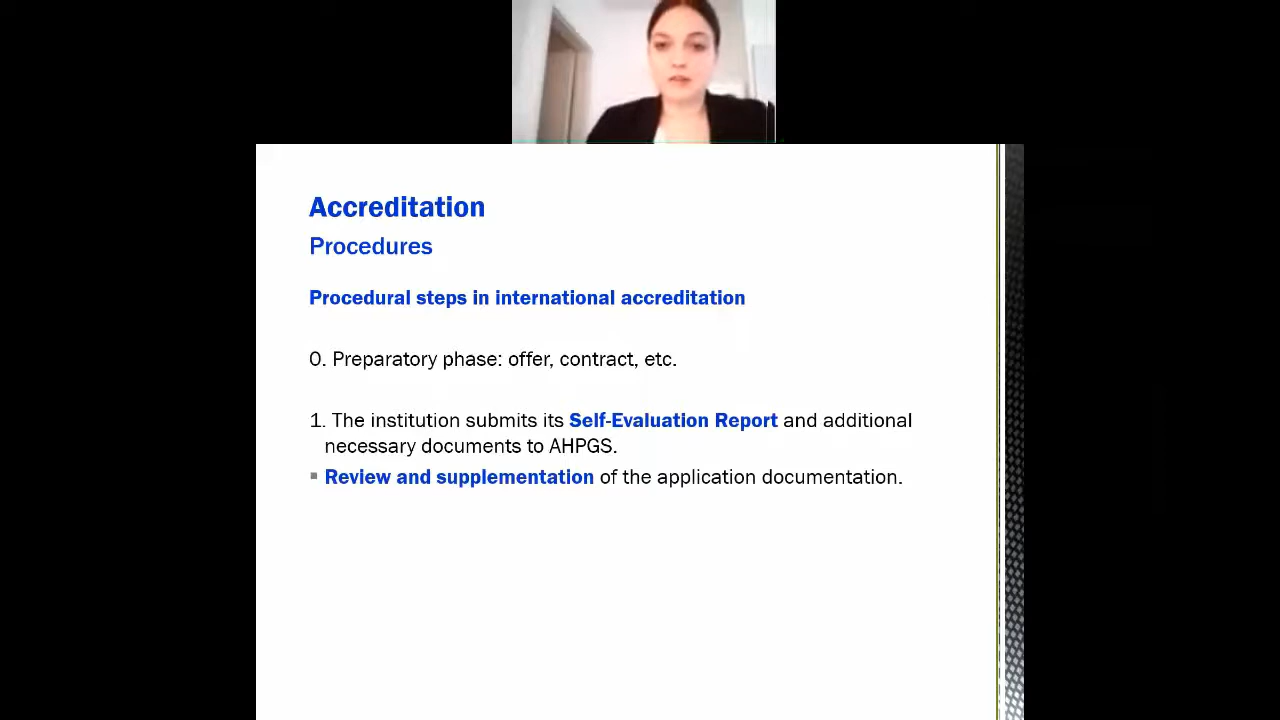 Accreditation
Procedures
Procedural steps in international accreditation
0. Preparatory phase: offer, contract, etc.
1. The institution submits its Self-Evaluation Report and additional
necessary documents to AHPGS.
▪ Review and supplementation of the application documentation.